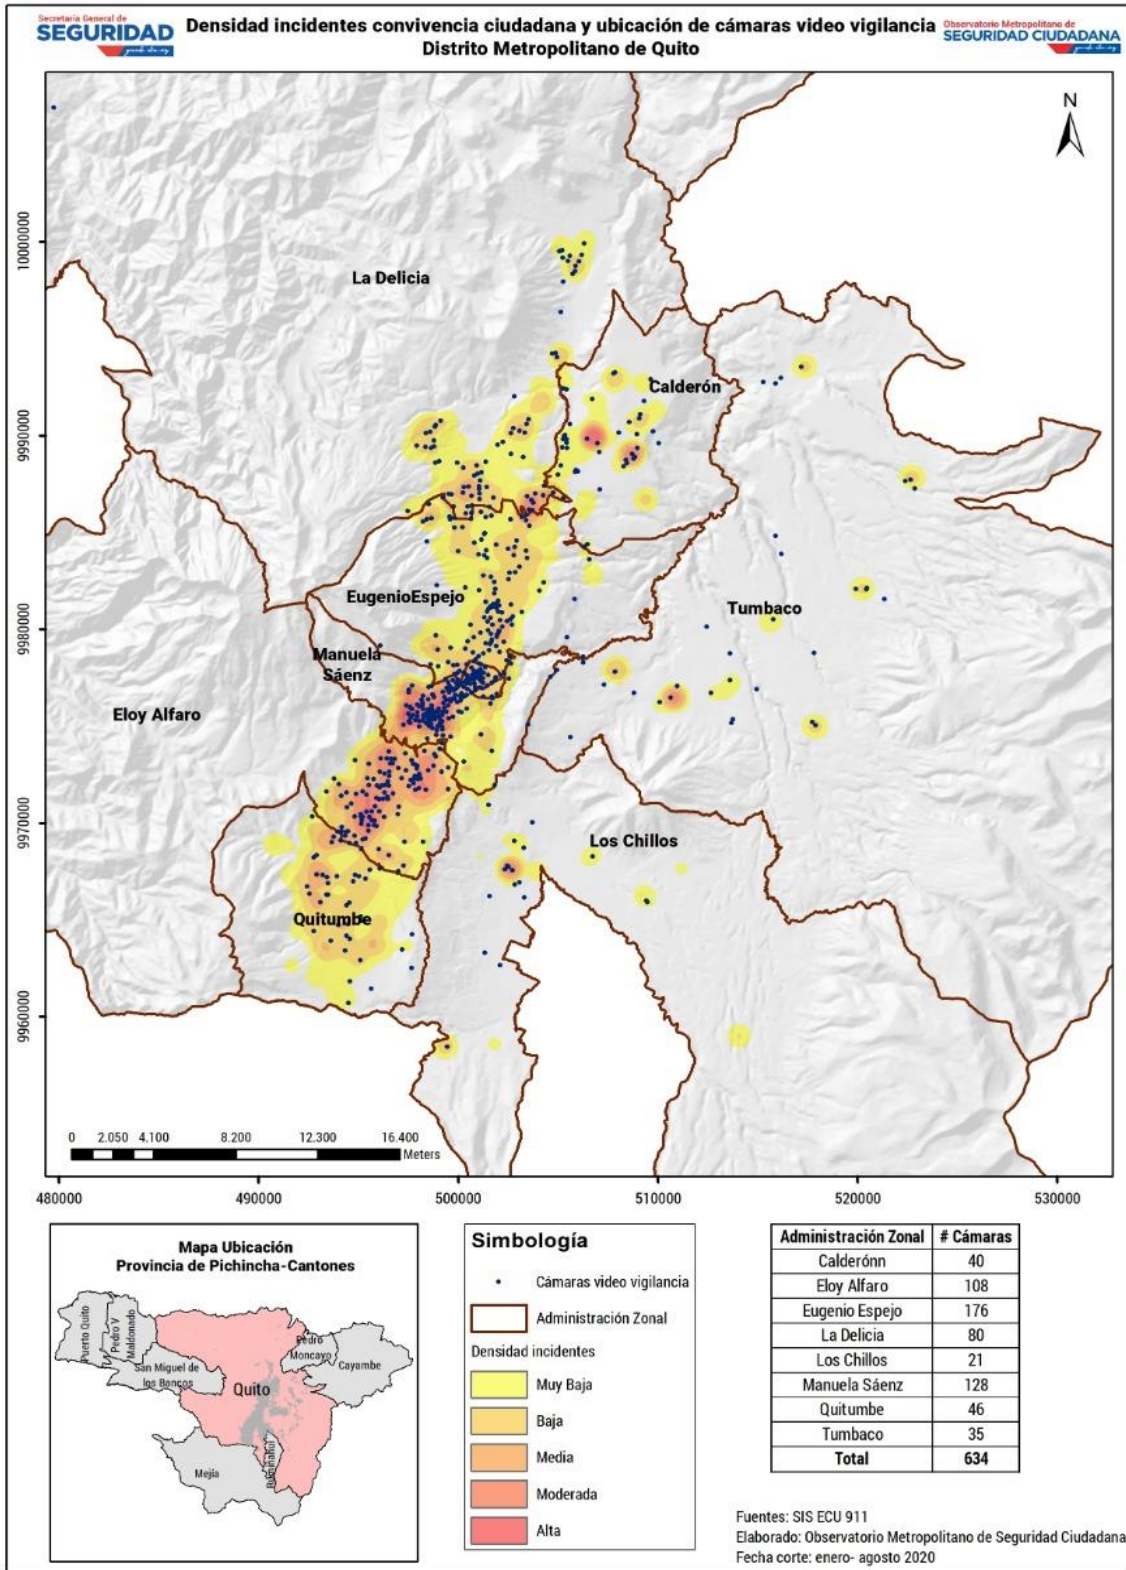 Secretaría General de
SEGURIDAD
Densidad incidentes convivencia ciudadana y ubicación de cámaras video vigilancia
Distrito Metropolitano de Quito
Observatorio Metropolitano de
SEGURIDAD CIUDADANA
N
10000000
9990000
9980000
9970000
9960000
La Delicia
Calderón
EugenioEspejo
Tumbaco
Manuela
Sáenz
Eloy Alfaro
Los Chillos
Quitumbe
0 2.050 4.100 8.200 12.300 16.400
Meters
480000 490000 500000 510000 520000 530000
Mapa Ubicación
Provincia de Pichincha-Cantones
Puerto Quito
Pedro V
Maldonado
San Miguel de
los Bancos
Quito
Pedro
Moncayo
Cayambe
Mejía
Rumiñahui
Simbología
Cámaras video vigilancia
Administración Zonal
Densidad incidentes
Muy Baja
Baja
Media
Moderada
Alta
Administración Zonal # Cámaras
Calderónn 40
Eloy Alfaro 108
Eugenio Espejo 176
La Delicia 80
Los Chillos 21
Manuela Sáenz 128
Quitumbe 46
Tumbaco 35
Total 634
Fuentes: SIS ECU 911
Elaborado: Observatorio Metropolitano de Seguridad Ciudadana
Fecha corte: enero- agosto 2020